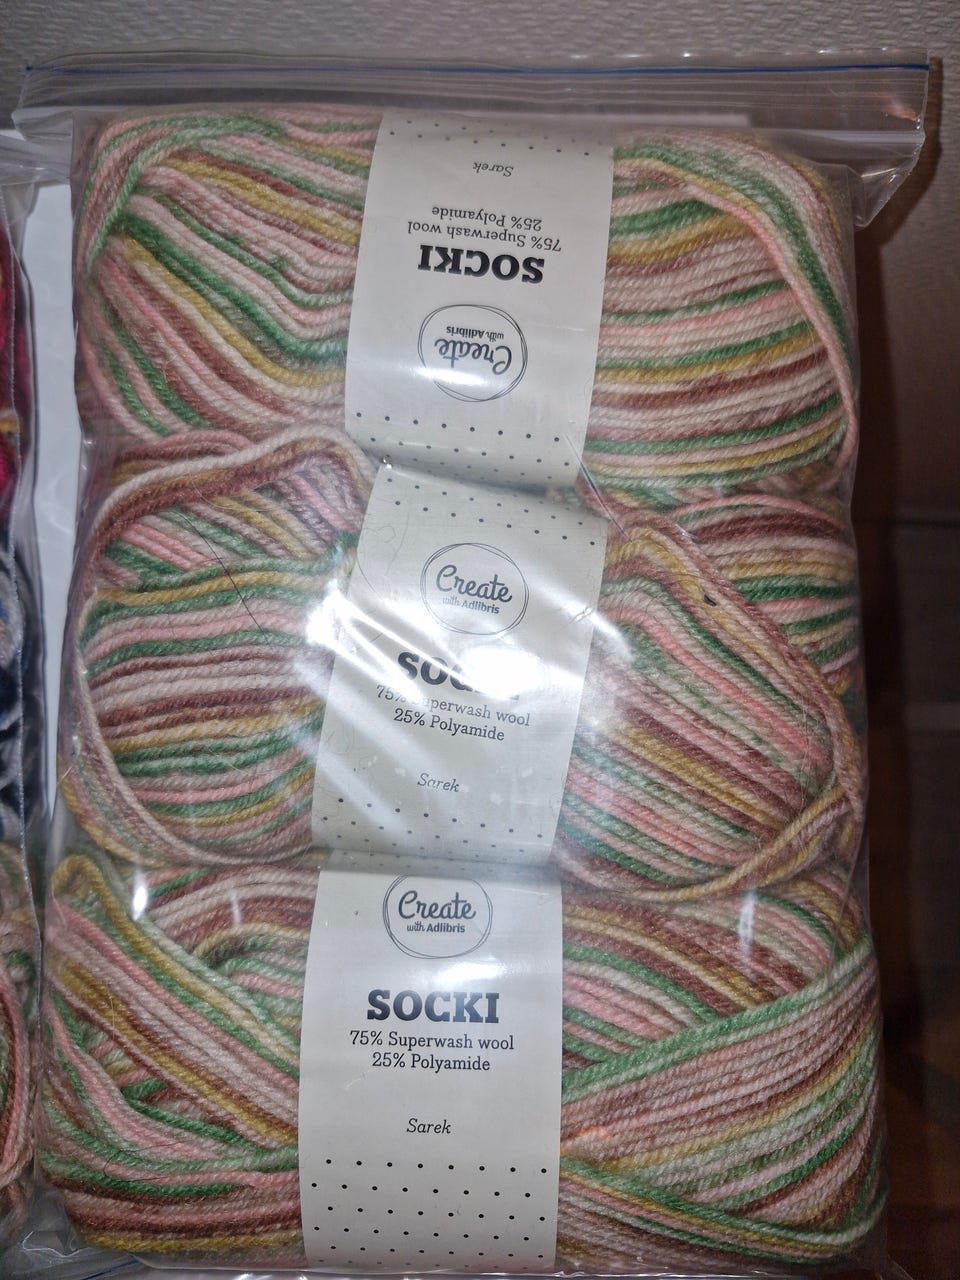 Create
with Adlibris
SOCKI
75% Superwash wool
25% Polyamide
Sarek
Create
with Adlibris
75% Superwash wool
25% Polyamide
Sarek
Create
with Adlibris
SOCKI
75% Superwash wool
25% Polyamide
Sarek